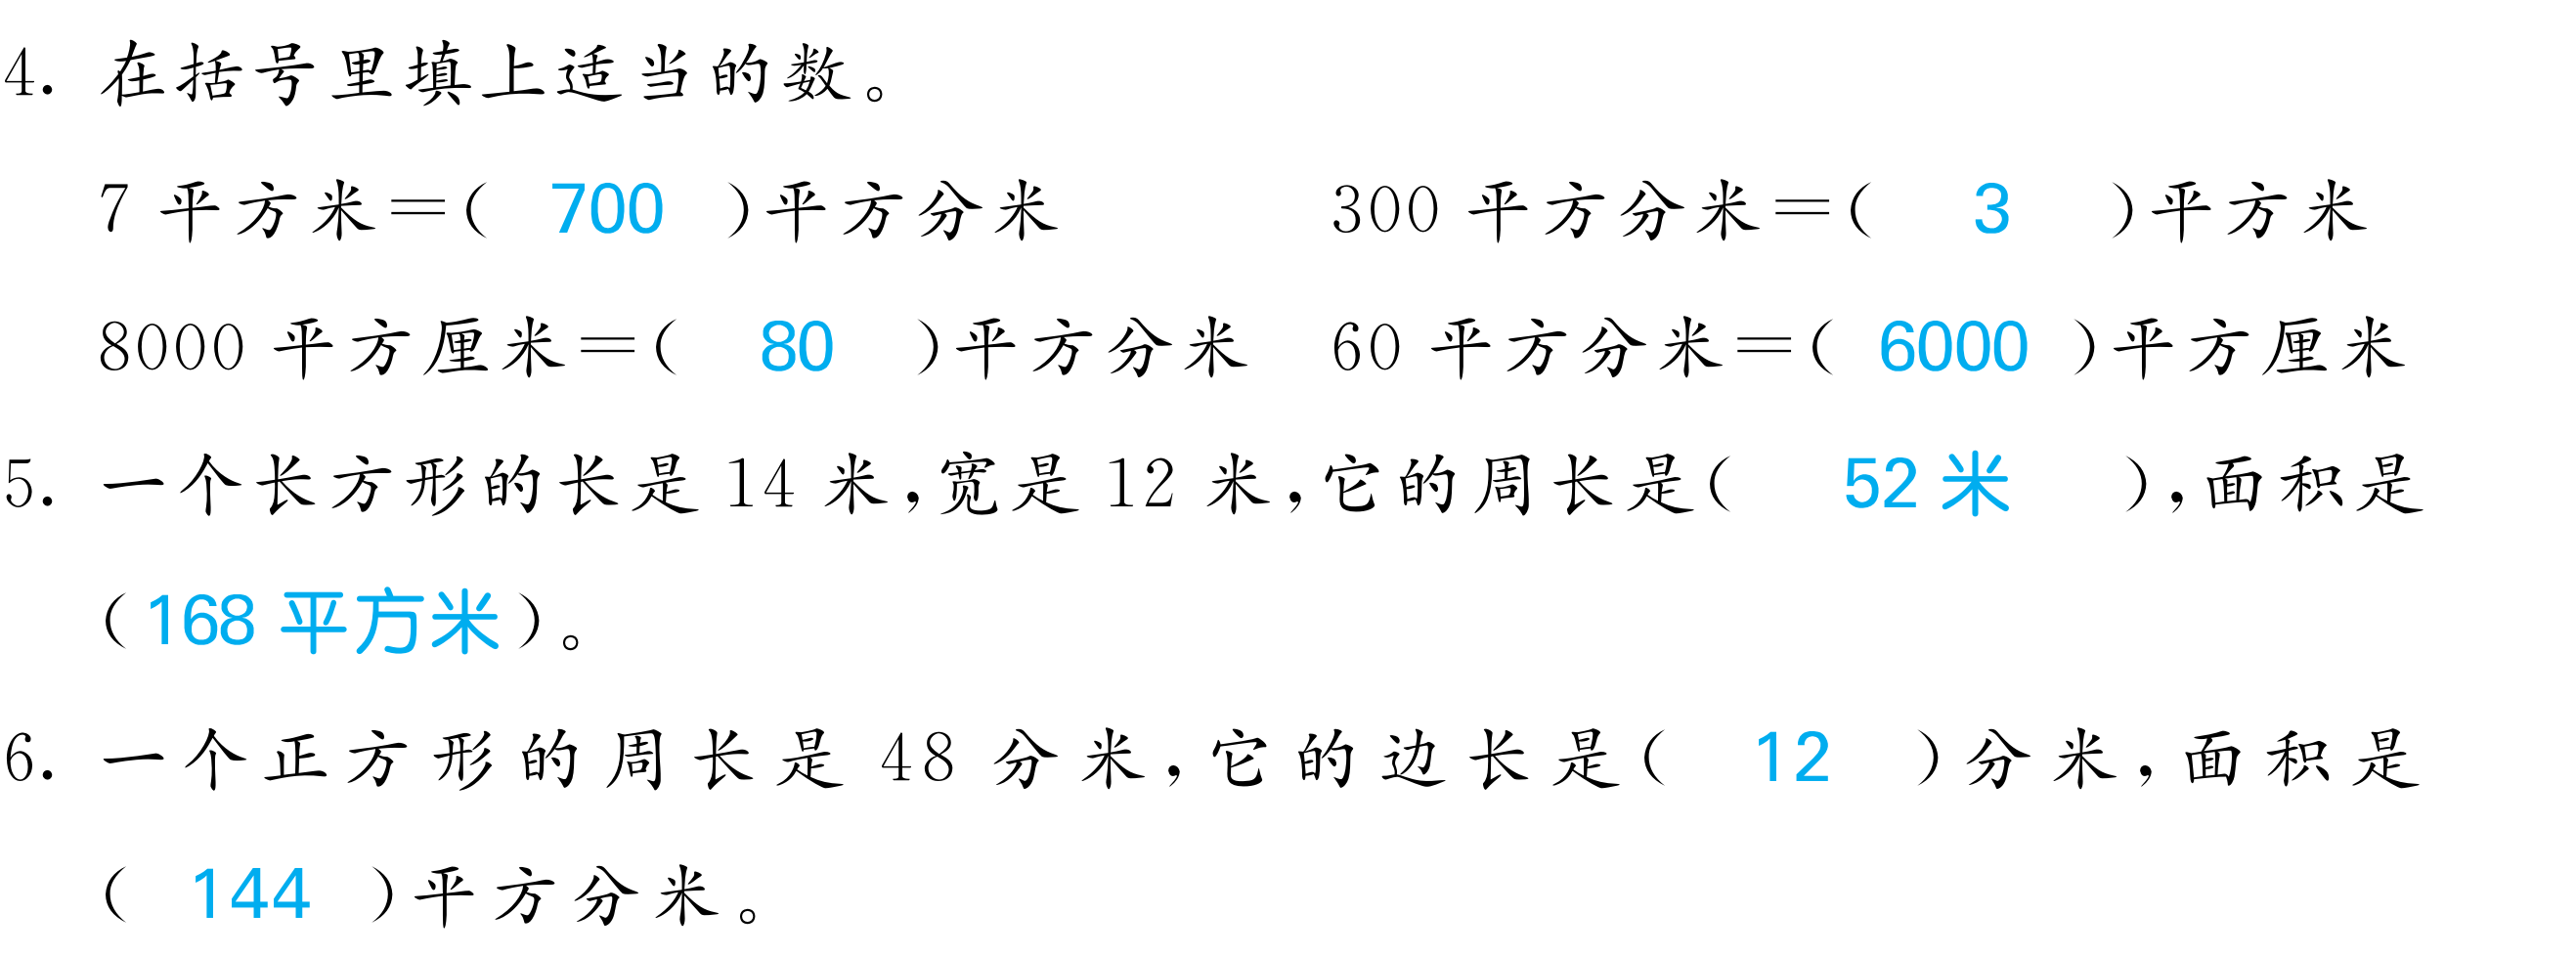 4. 在括号里填上适当的数。
7 平方米=( 700 )平方分米 300 平方分米=( 3 )平方米
8000 平方厘米=( 80 )平方分米 60 平方分米=( 6000 )平方厘米
5. 一个长方形的长是 14 米,宽是 12 米,它的周长是( 52 米 ),面积是
(168 平方米)。
6. 一个正方形的周长是 48 分米,它的边长是( 12 )分米,面积是
( 144 )平方分米。